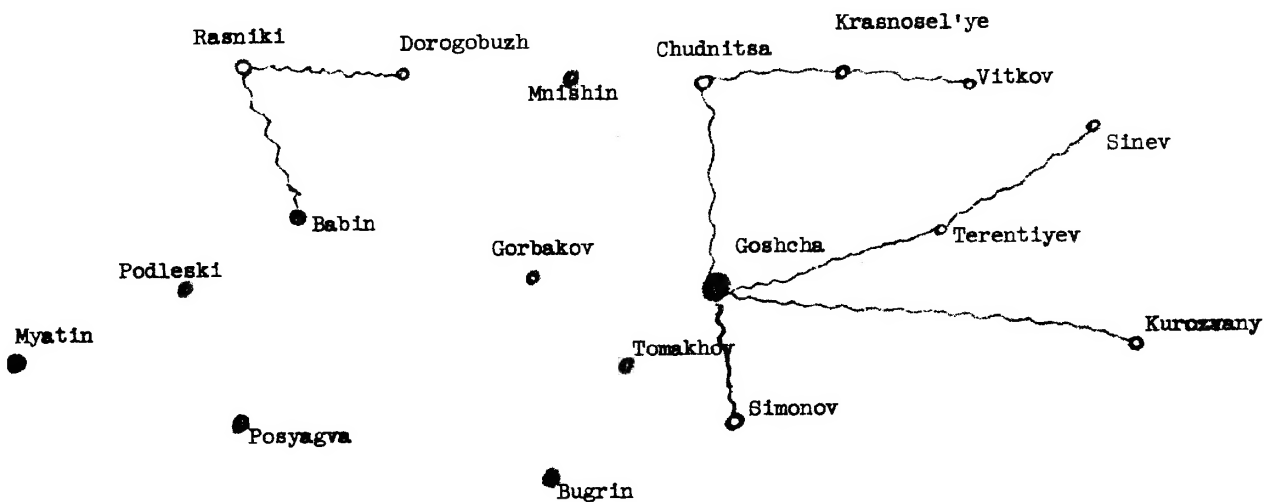 Krasnosel'ye
Rasniki
Dorogobuzh
Chudnitsa
Mnishin
Vitkov
Sinev
Babin
Gorbakov
Goshcha
Terentiyev
Podleski
Myatin
Tomakhov
Kurozvany
Simonov
Posyagva
Bugrin